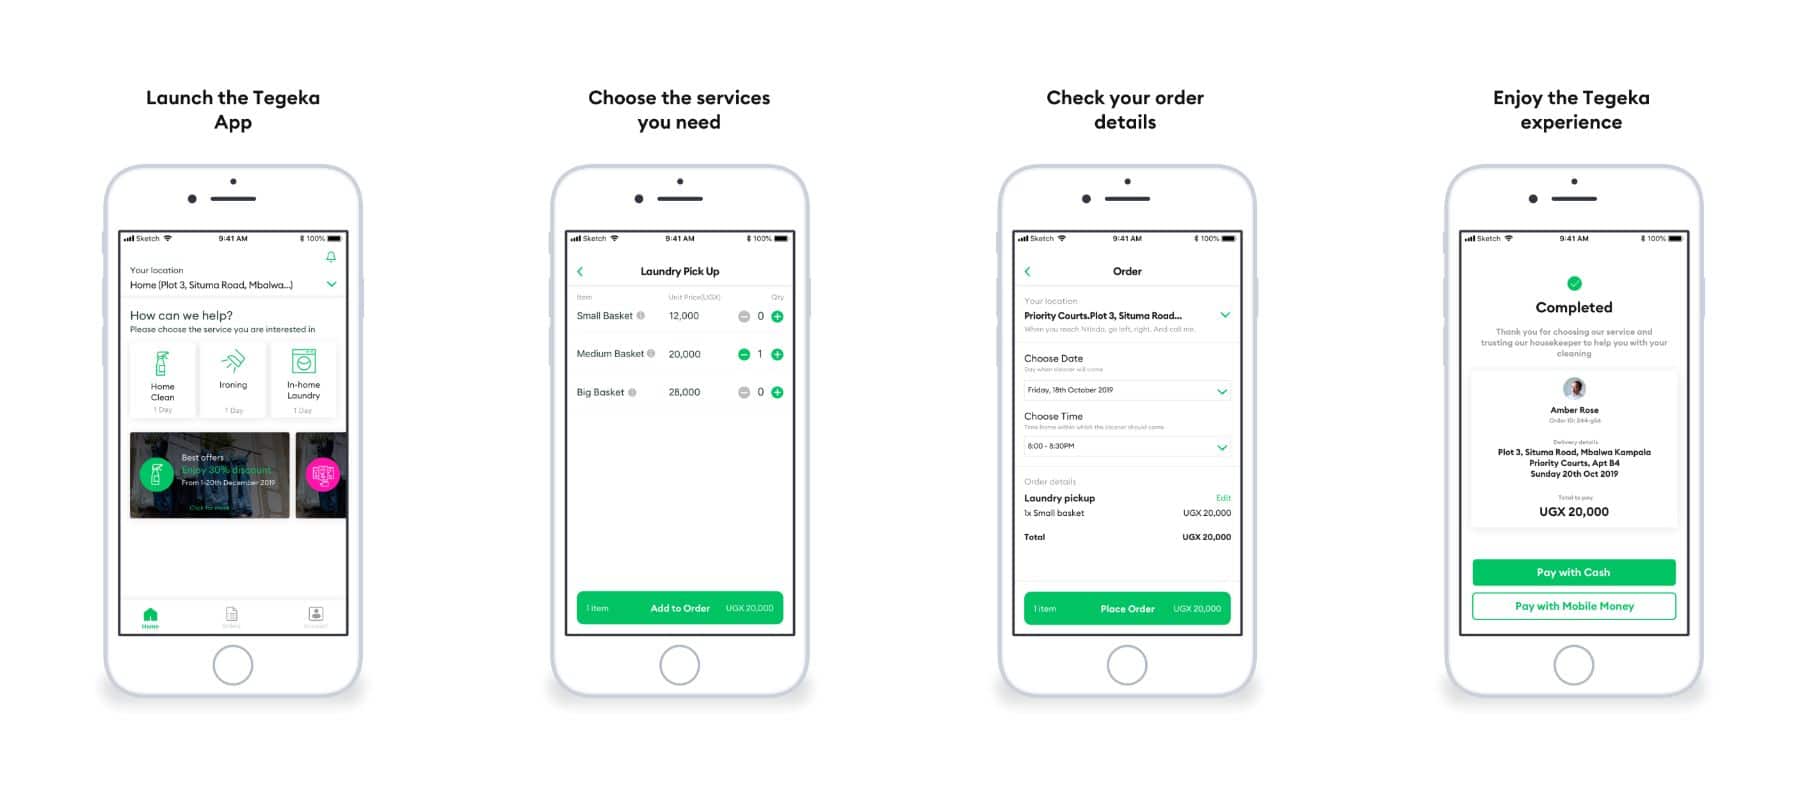 Launch the Tegeka
App
Sketch
9:41 AM
100%
Your location
Home (Plot 3, Situma Road, Mbalwa...)
How can we help?
Please choose the service you are interested in
Home
Clean
1 Day
Ironing
1 Day
In-home
Laundry
1 Day
Best offers
Enjoy 30% discount
From 1-20th December 2019
Click for more
Home
Orders
Account
Choose the services
you need
Sketch
9:41 AM
100%
Laundry Pick Up
Item Unit Price(UGX) Qty
Small Basket 12,000 0
Medium Basket 20,000 1
Big Basket 28,000 0
1 item Add to Order UGX 20,000
Check your order
details
Sketch
9:41 AM
100%
Order
Your location
Priority Courts.Plot 3, Situma Road...
When you reach Ntinda, go left, right. And call me.
Choose Date
Day when cleaner will come
Friday, 18th October 2019
Choose Time
Time frame within which the cleaner should come
8:00 - 8:30PM
Order details
Laundry pickup Edit
1x Small basket UGX 20,000
Total UGX 20,000
1 item Place Order UGX 20,000
Enjoy the Tegeka
experience
Sketch
9:41 AM
100%
Completed
Thank you for choosing our service and
trusting our housekeeper to help you with your
cleaning
Amber Rose
Order ID:
Delivery details
Plot 3, Situma Road, Mbalwa Kampala
Priority Courts, Apt B4
Sunday 20th Oct 2019
Total to pay
UGX 20,000
Pay with Cash
Pay with Mobile Money